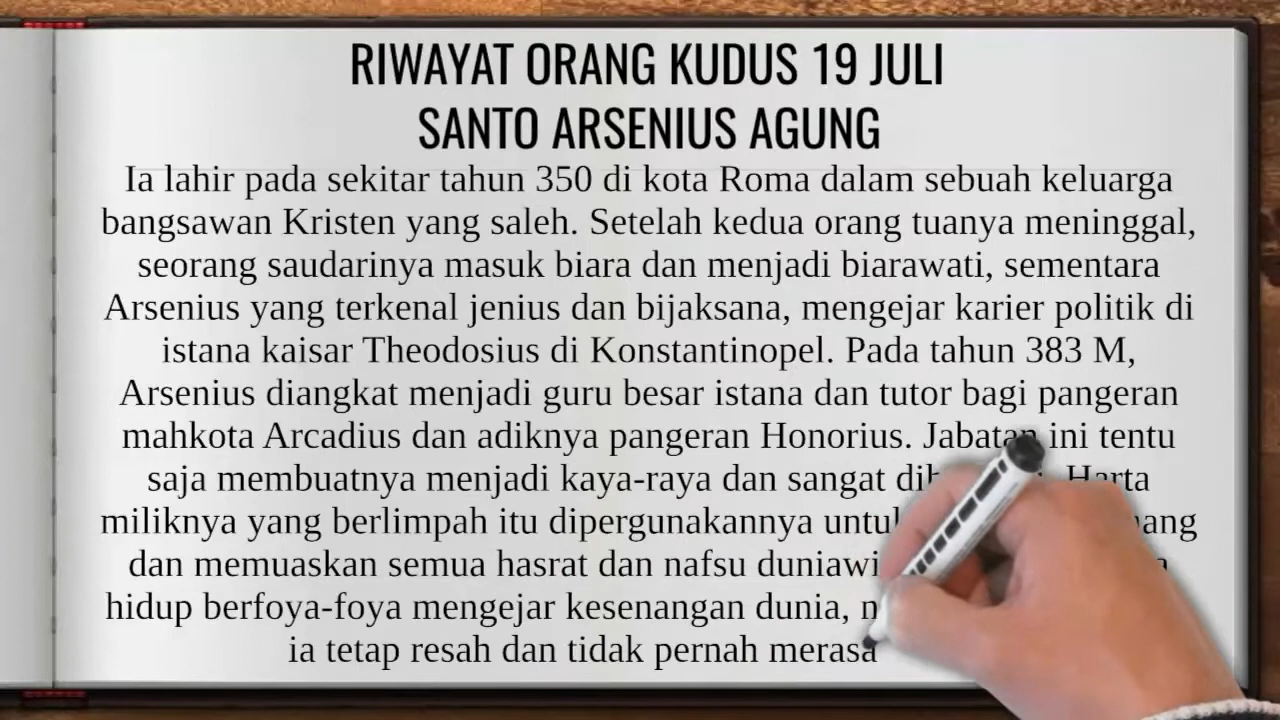 RIWAYAT ORANG KUDUS 19 JULI
SANTO ARSENIUS AGUNG
Ia lahir pada sekitar tahun 350 di kota Roma dalam sebuah keluarga
bangsawan Kristen yang saleh. Setelah kedua orang tuanya meninggal,
seorang saudarinya masuk biara dan menjadi biarawati, sementara
Arsenius yang terkenal jenius dan bijaksana, mengejar karier politik di
istana kaisar Theodosius di Konstantinopel. Pada tahun 383 M,
Arsenius diangkat menjadi guru besar istana dan tutor bagi pangeran
mahkota Arcadius dan adiknya pangeran Honorius. Jabatan ini tentu
saja membuatnya menjadi kaya-raya dan sangat Harta
miliknya yang berlimpah itu dipergunakannya
dan memuaskan semua hasrat dan nafsu duniawi
hidup berfoya-foya mengejar kesenangan dunia,
ia tetap resah dan tidak pernah merasa